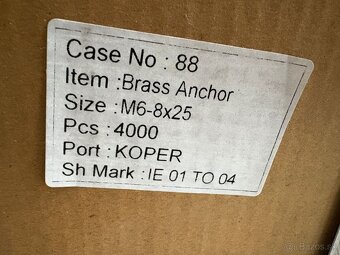 Case No : 88
Item : Brass Anchor
Size : M6-8x25
Pcs : 4000
Port : KOPER
Sh Mark : IE 01 TO 04